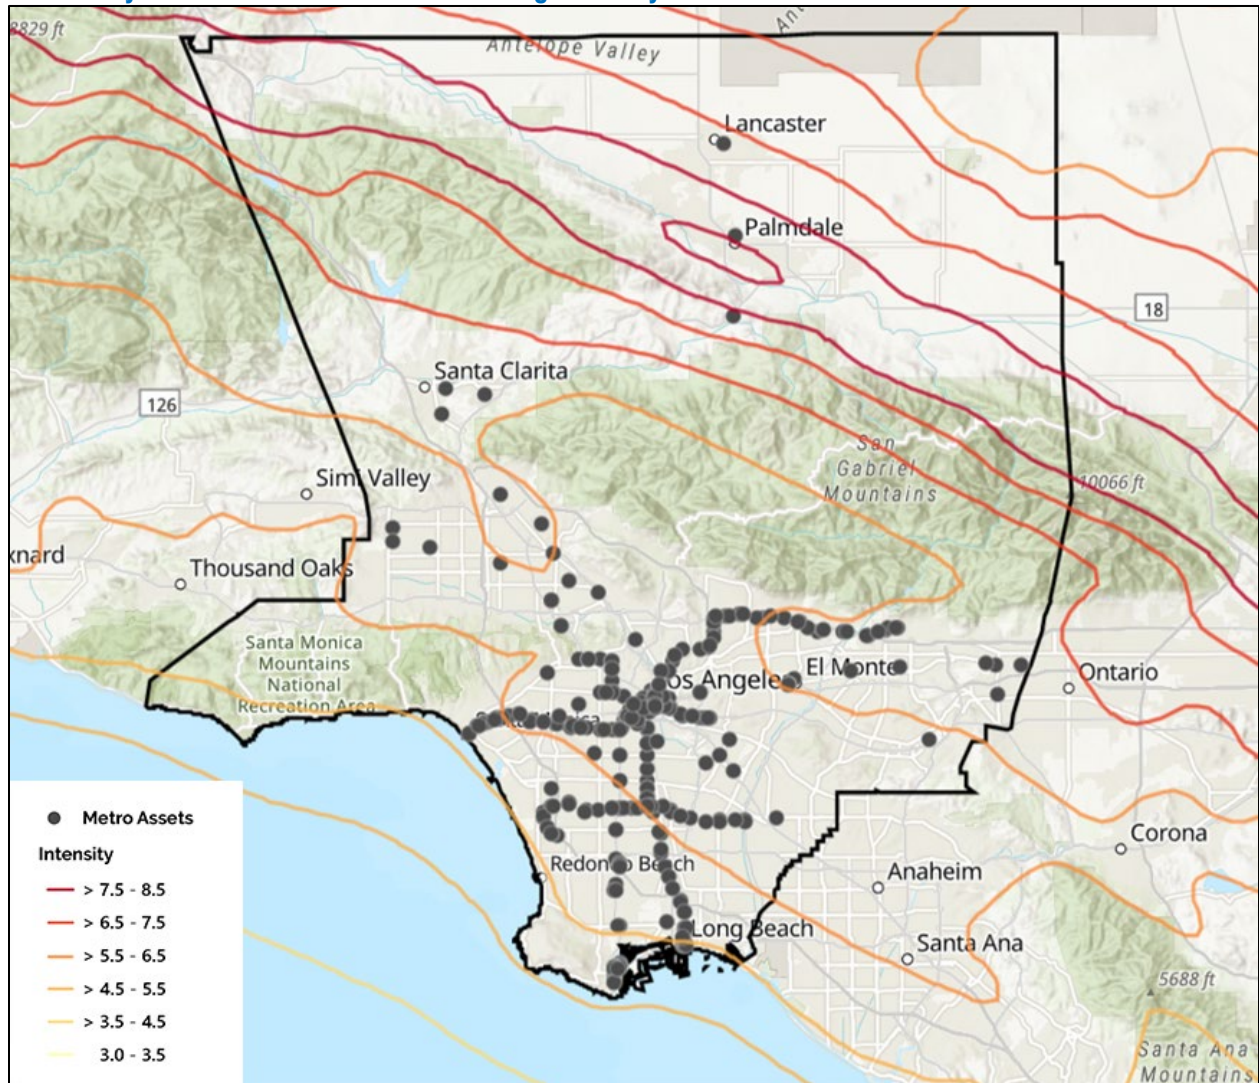 8829 ft
Antelope Valley
Ant
Lancaster
Palmdale
18
Santa Clarita
126
San
Gabriel
Mountains
10066 ft
Simi Valley
xnard
Thousand Oaks
Santa Monica
Mountains
National
Recreation Area
os Angeles
El Monte
Ontario
Corona
Redondo Beach
Anaheim
Long Beach
Santa Ana
5688 ft
Santa Ana
Mountains
Metro Assets
Intensity
> 7.5 - 8.5
> 6.5 - 7.5
> 5.5 - 6.5
> 4.5 - 5.5
> 3.5 - 4.5
3.0 - 3.5